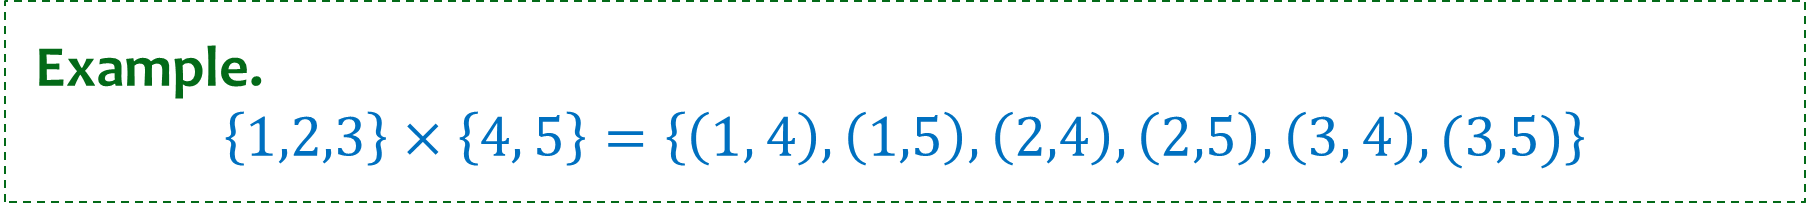 Example.
{1,2,3} × {4, 5} = {(1, 4), (1,5), (2,4), (2,5), (3, 4), (3,5)}